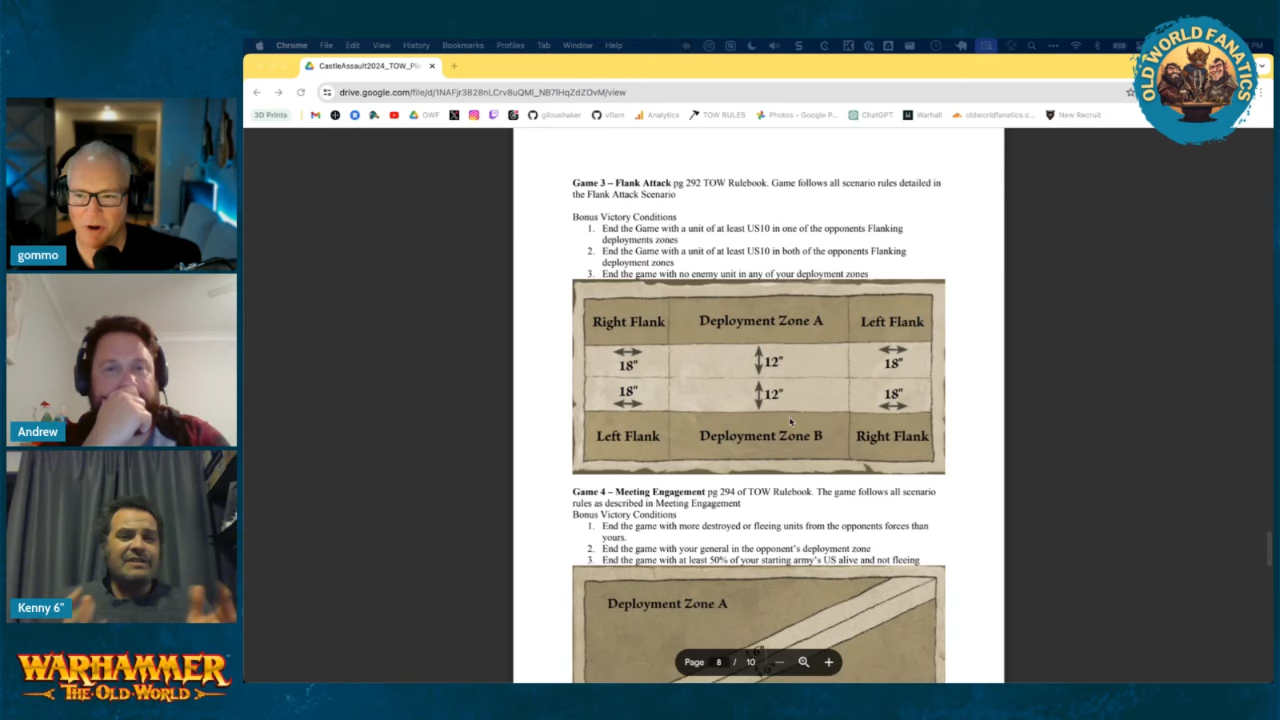 Chrome File Edit View History Bookmarks Profiles Tab Window Help
CastleAssault2024_TOW_Pl
drive.google.com/file/d/1NAFjr3828nLCrv8uQMI_NB7IHqZdZOvM/view
3D Prints OWF giloushaker vflam Analytics TOW RULES Photos - Google P... ChatGPT Warhall oldworldfanatics.c... New Recruit
OLD WORLD FANATICS.COM
gommo
Andrew
Kenny 6"
WARHAMMER
THE OLD WORLD
Game 3 – Flank Attack pg 292 TOW Rulebook. Game follows all scenario rules detailed in
the Flank Attack Scenario
Bonus Victory Conditions
1. End the Game with a unit of at least US10 in one of the opponents Flanking
deployments zones
2. End the Game with a unit of at least US10 in both of the opponents Flanking
deployment zones
3. End the game with no enemy unit in any of your deployment zones
Right Flank Deployment Zone A Left Flank
18" 12" 18"
18" 12" 18"
Left Flank Deployment Zone B Right Flank
Game 4 – Meeting Engagement pg 294 of TOW Rulebook. The game follows all scenario
rules as described in Meeting Engagement
Bonus Victory Conditions
1. End the game with more destroyed or fleeing units from the opponents forces than
yours.
2. End the game with your general in the opponent's deployment zone
3. End the game with at least 50% of your starting army's US alive and not fleeing
Deployment Zone A
Page 8 / 10